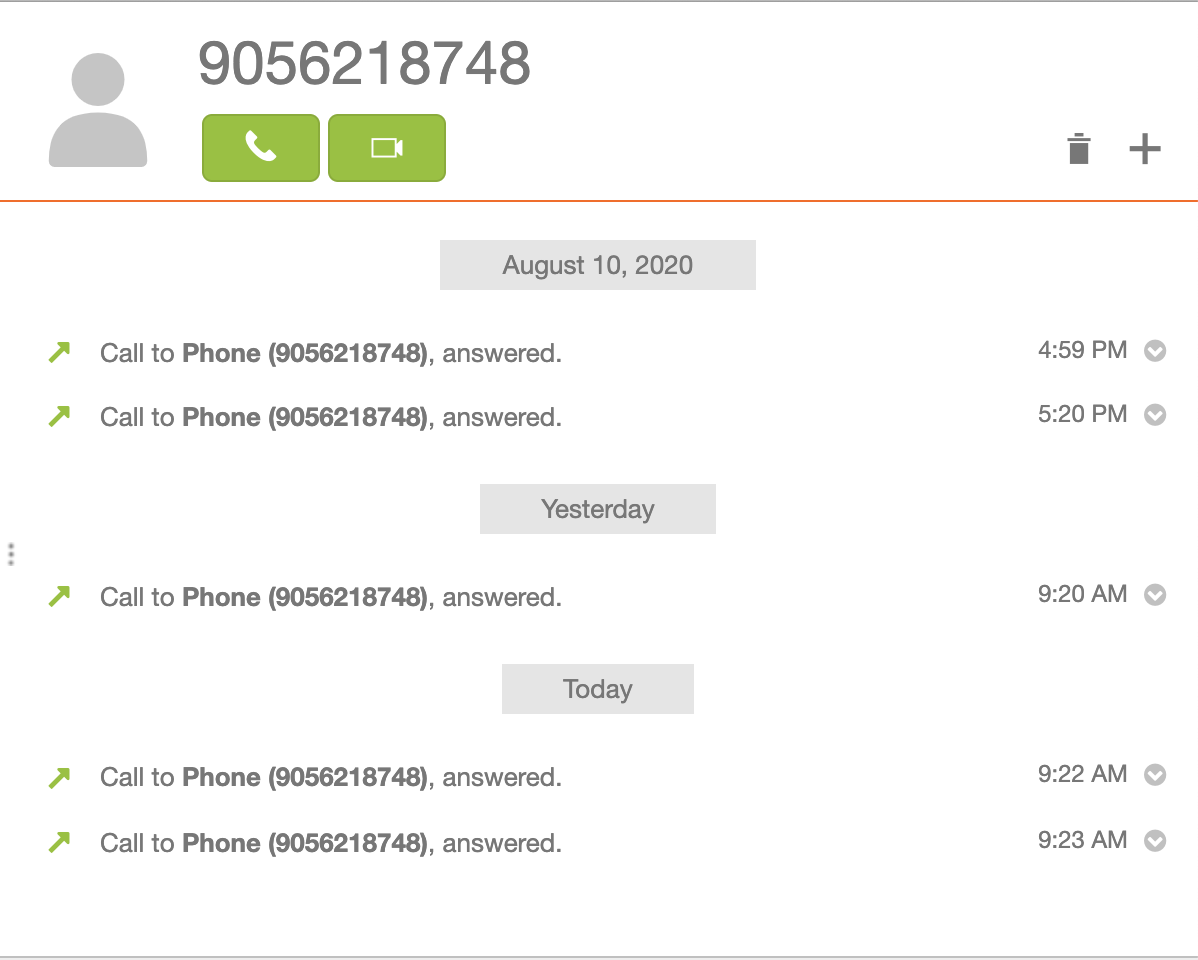 9056218748
August 10, 2020
Call to Phone (9056218748), answered. 4:59 PM
Call to Phone (9056218748), answered. 5:20 PM
Yesterday
Call to Phone (9056218748), answered. 9:20 AM
Today
Call to Phone (9056218748), answered. 9:22 AM
Call to Phone (9056218748), answered. 9:23 AM